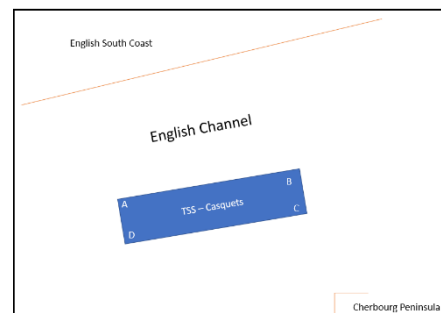 English South Coast
English Channel
A
B
TSS – Casquets
D
C
Cherbourg Peninsula